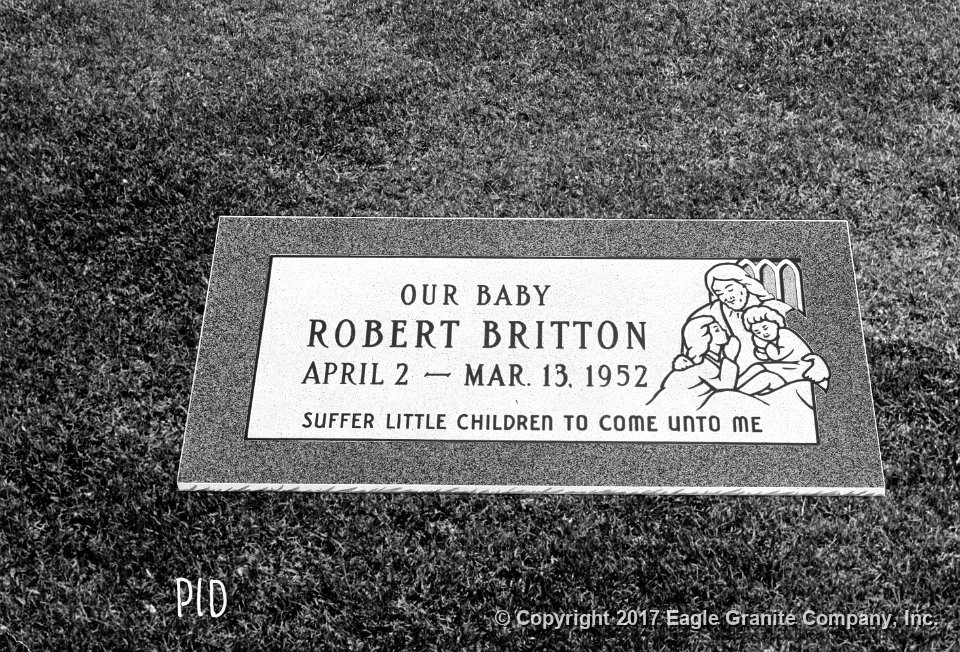 OUR BABY
ROBERT BRITTON
APRIL 2 — MAR. 13, 1952
SUFFER LITTLE CHILDREN TO COME UNTO ME
PID
© Copyright 2017 Eagle Granite Company, Inc.